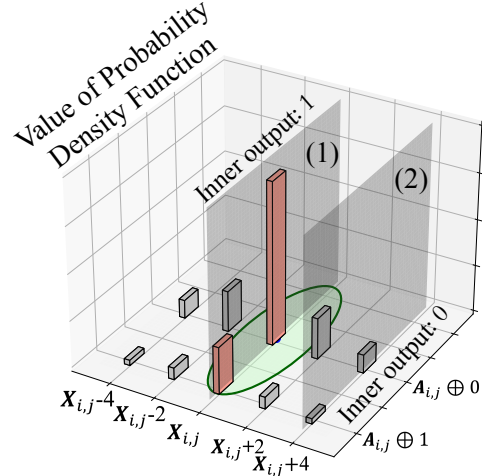 Value of Probability
Density Function
Inner output: 1
(1)
(2)
Inner output: 0
X_{i,j}-4
X_{i,j}-2
X_{i,j}
X_{i,j}+2
X_{i,j}+4
A_{i,j} ⊕ 0
A_{i,j} ⊕ 1